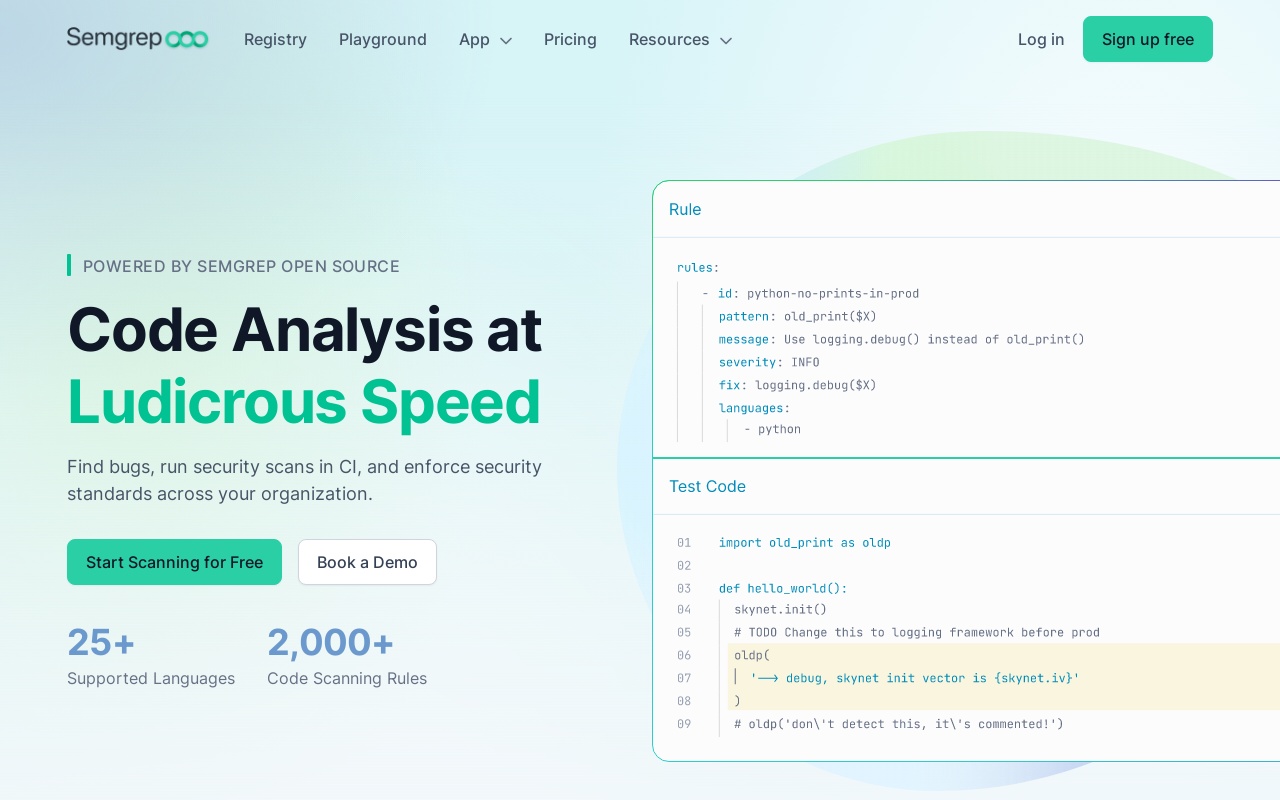 Semgrep
Registry
Playground
App
Pricing
Resources
Log in
Sign up free
POWERED BY SEMGREP OPEN SOURCE
Code Analysis at
Ludicrous Speed
Find bugs, run security scans in CI, and enforce security
standards across your organization.
Start Scanning for Free
Book a Demo
25+
Supported Languages
2,000+
Code Scanning Rules
Rule
rules:
- id: python-no-prints-in-prod
pattern: old_print($X)
message: Use logging.debug() instead of old_print()
severity: INFO
fix: logging.debug($X)
languages:
- python
Test Code
01 import old_print as oldp
02
03 def hello_world():
04 skynet.init()
05 # TODO Change this to logging framework before prod
06 oldp(
07 '——> debug, skynet init vector is {skynet.iv}'
08 )
09 # oldp('don\'t detect this, it\'s commented!')